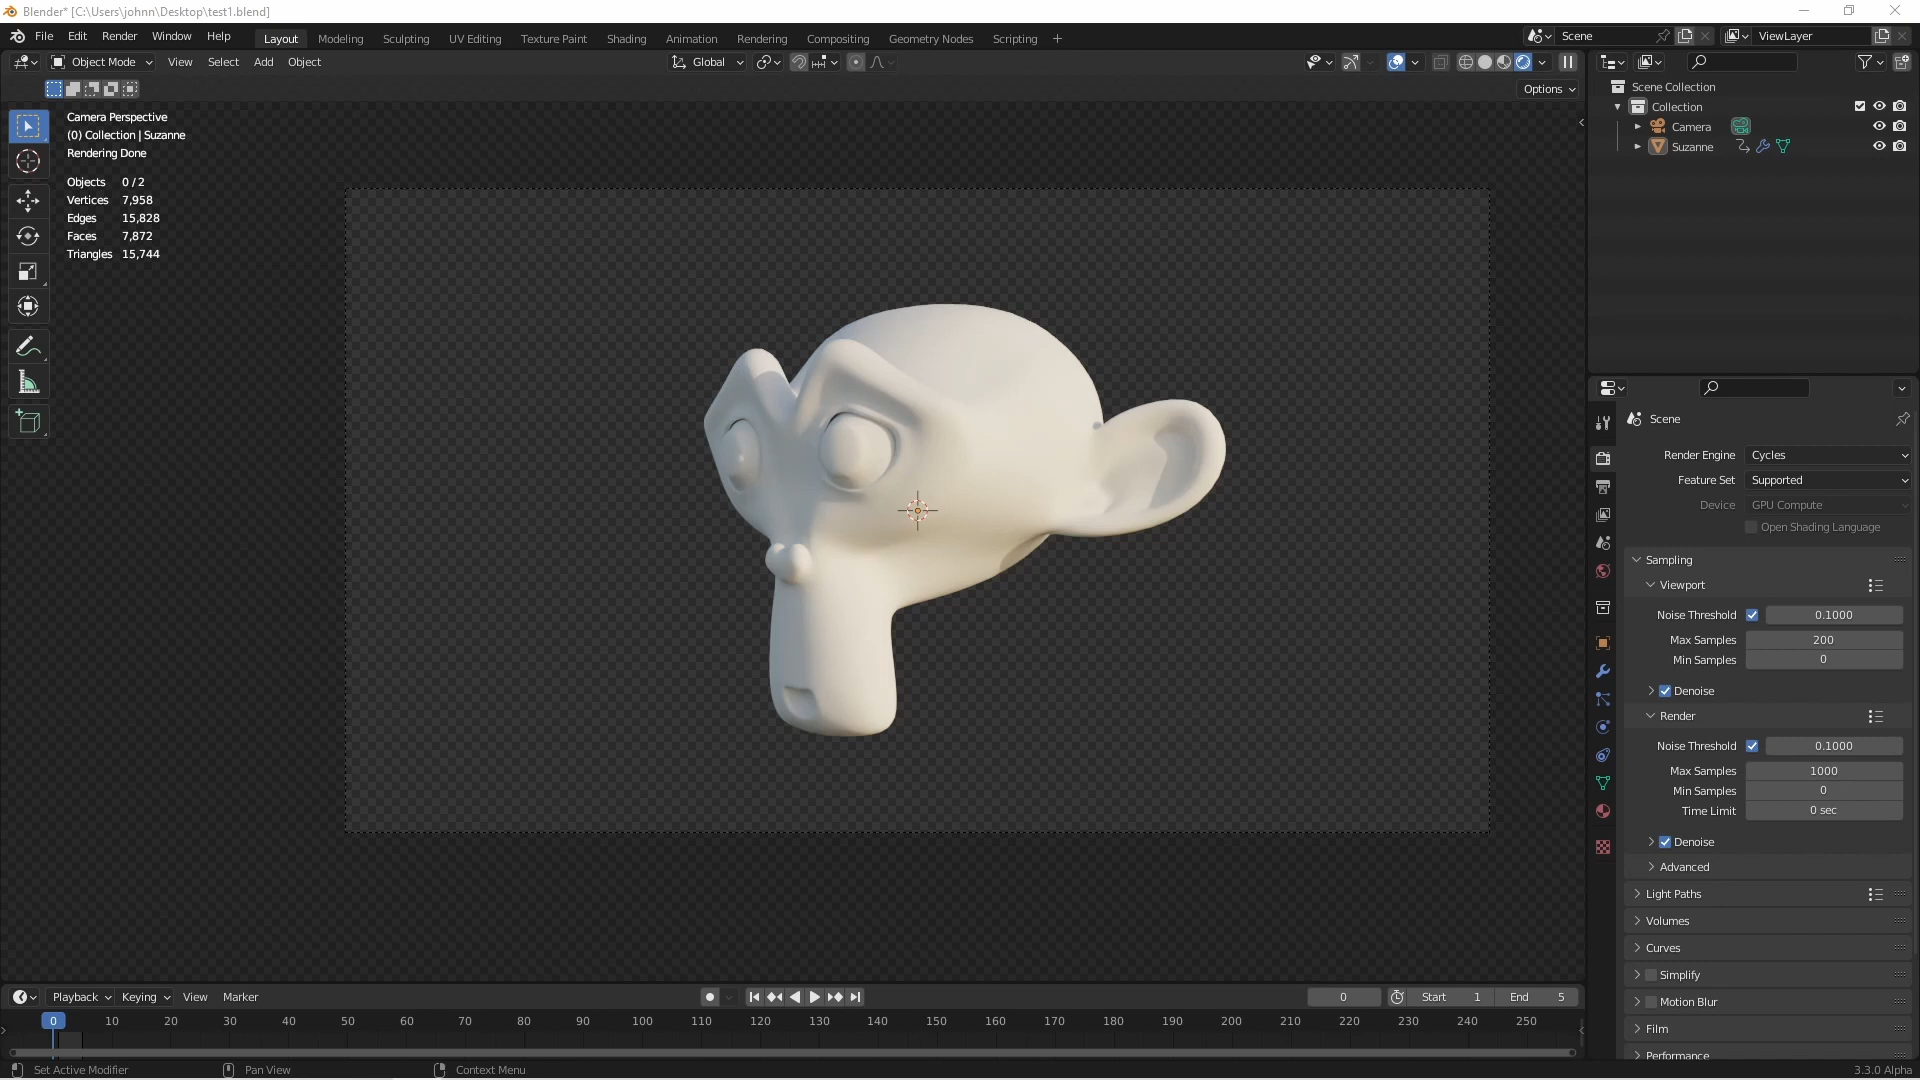 Blender* [C:\Users\johnn\Desktop\test1.blend]
File Edit Render Window Help Layout Modeling Sculpting UV Editing Texture Paint Shading Animation Rendering Compositing Geometry Nodes Scripting + Scene ViewLayer
Object Mode View Select Add Object Global
Options
Camera Perspective
(0) Collection | Suzanne
Rendering Done
Objects 0 / 2
Vertices 7,958
Edges 15,828
Faces 7,872
Triangles 15,744
Scene Collection
Collection
Camera
Suzanne
Scene
Render Engine Cycles
Feature Set Supported
Device GPU Compute
Open Shading Language
Sampling
Viewport
Noise Threshold 0.1000
Max Samples 200
Min Samples 0
Denoise
Render
Noise Threshold 0.1000
Max Samples 1000
Min Samples 0
Time Limit 0 sec
Denoise
Advanced
Light Paths
Volumes
Curves
Simplify
Motion Blur
Film
Performance
Playback Keying View Marker 0 Start 1 End 5
0 10 20 30 40 50 60 70 80 90 100 110 120 130 140 150 160 170 180 190 200 210 220 230 240 250
Set Active Modifier Pan View Context Menu 3.3.0 Alpha